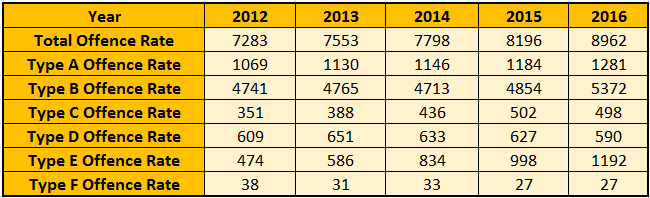 Year 2012 2013 2014 2015 2016
Total Offence Rate 7283 7553 7798 8196 8962
Type A Offence Rate 1069 1130 1146 1184 1281
Type B Offence Rate 4741 4765 4713 4854 5372
Type C Offence Rate 351 388 436 502 498
Type D Offence Rate 609 651 633 627 590
Type E Offence Rate 474 586 834 998 1192
Type F Offence Rate 38 31 33 27 27